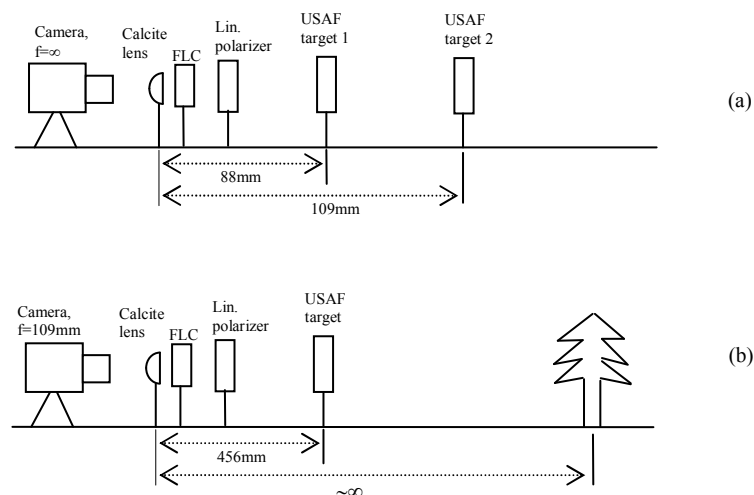 Camera,
f=∞
Calcite
lens
FLC
Lin.
polarizer
USAF
target 1
USAF
target 2
(a)
88mm
109mm
Camera,
f=109mm
Calcite
lens
FLC
Lin.
polarizer
USAF
target
(b)
456mm
~∞